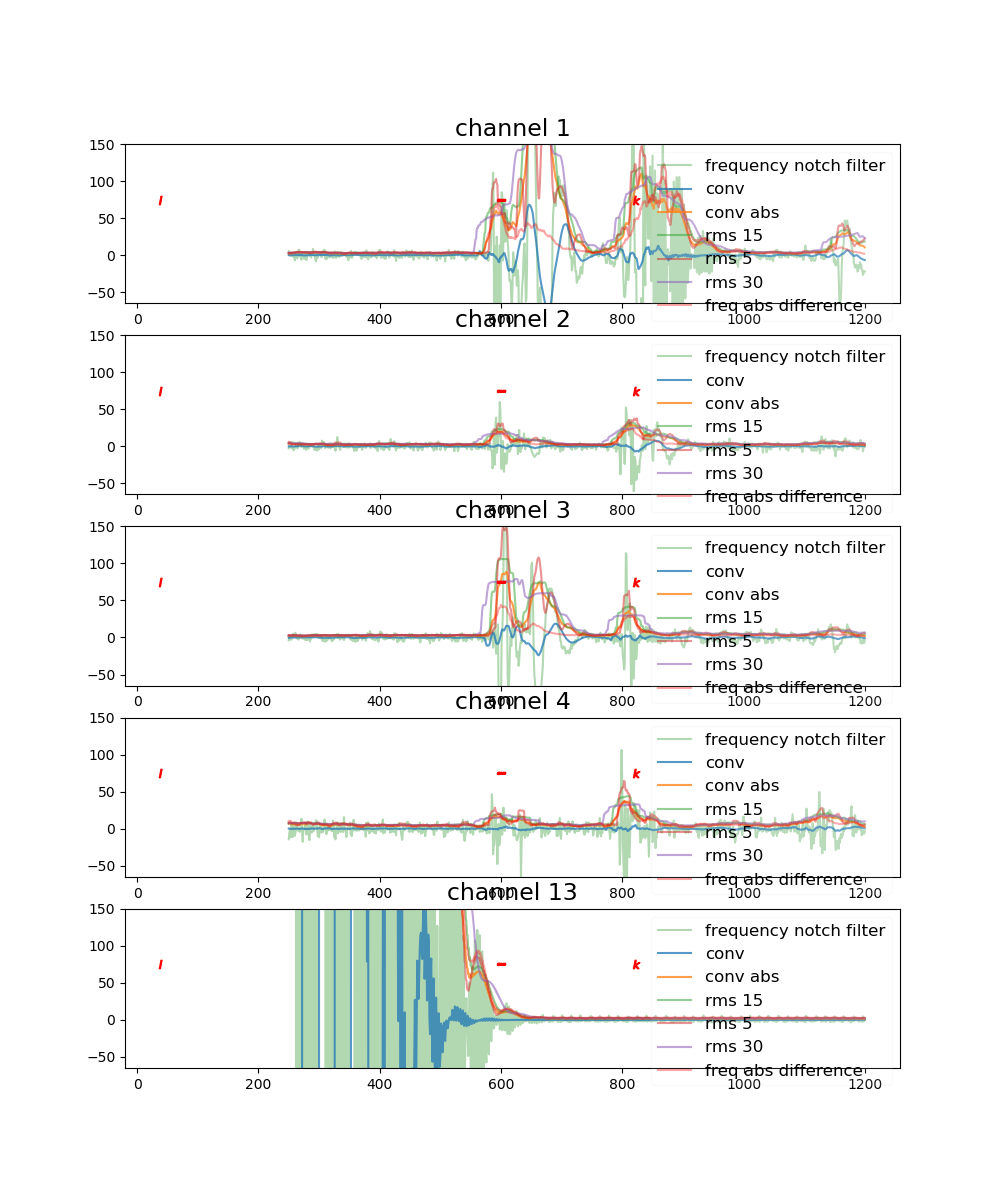 channel 1
150
100
50
0
−50
l
k
frequency notch filter
conv
conv abs
rms 15
rms 5
rms 30
freq abs difference
0 200 400 600 800 1000 1200
channel 2
150
100
50
0
−50
l
k
frequency notch filter
conv
conv abs
rms 15
rms 5
rms 30
freq abs difference
0 200 400 600 800 1000 1200
channel 3
150
100
50
0
−50
l
k
frequency notch filter
conv
conv abs
rms 15
rms 5
rms 30
freq abs difference
0 200 400 600 800 1000 1200
channel 4
150
100
50
0
−50
l
k
frequency notch filter
conv
conv abs
rms 15
rms 5
rms 30
freq abs difference
0 200 400 600 800 1000 1200
channel 13
150
100
50
0
−50
l
k
frequency notch filter
conv
conv abs
rms 15
rms 5
rms 30
freq abs difference
0 200 400 600 800 1000 1200